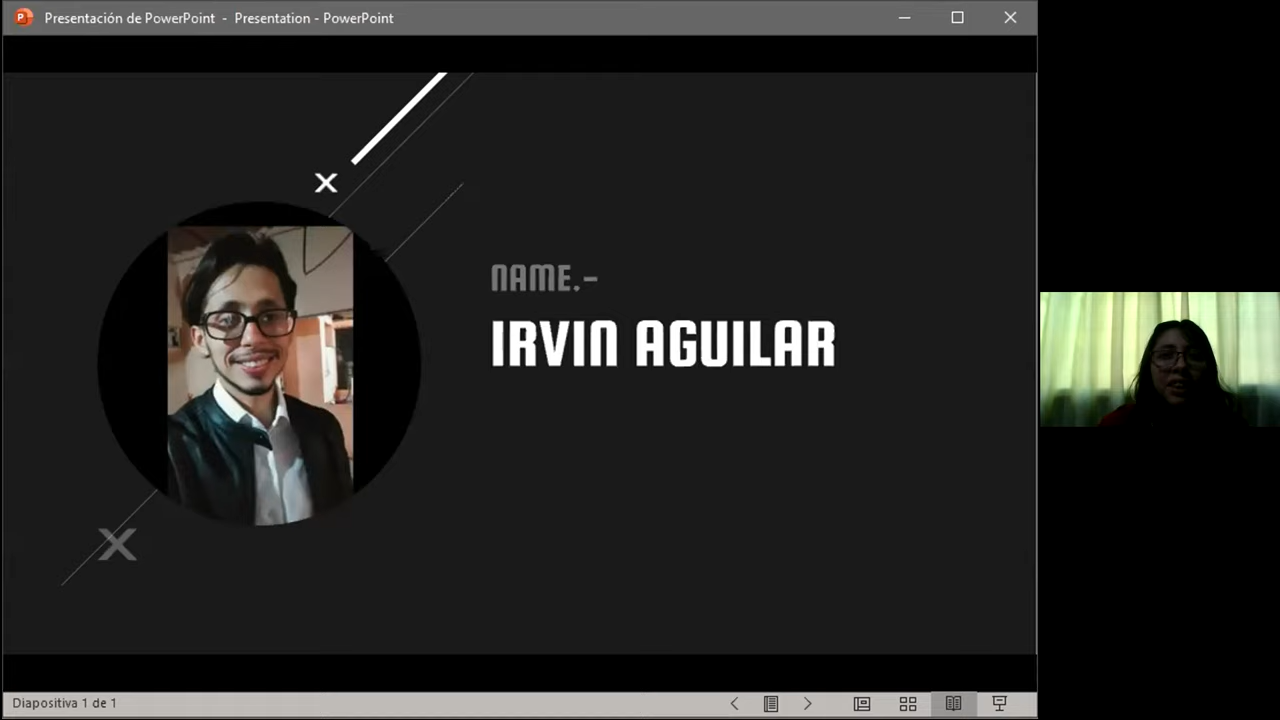 Presentación de PowerPoint - Presentation - PowerPoint
NAME.-
IRVIN AGUILAR
Diapositiva 1 de 1